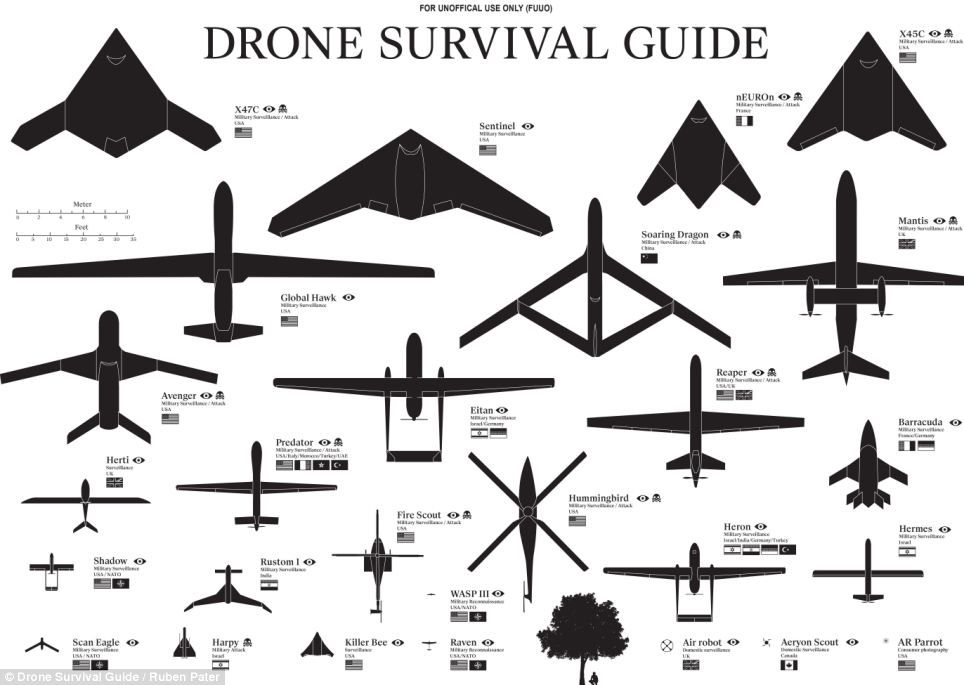 FOR UNOFFICAL USE ONLY (FUUO)
DRONE SURVIVAL GUIDE
X47C
Military Surveillance / Attack
USA
Sentinel
Military Surveillance
USA
nEUROn
Military Surveillance / Attack
France
X45C
Military Surveillance / Attack
USA
Meter
0 2 4 6 8 10
Feet
0 5 10 15 20 25 30 35
Global Hawk
Military Surveillance
USA
Soaring Dragon
Military Surveillance / Attack
China
Mantis
Military Surveillance / Attack
UK
Avenger
Military Surveillance / Attack
USA
Eitan
Military Surveillance
Israel/Germany
Reaper
Military Surveillance / Attack
USA/UK
Barracuda
Military Surveillance / Attack
France/Germany
Predator
Military Surveillance / Attack
USA/Italy/Morocco/Turkey/UAE
Herti
Surveillance
UK
Fire Scout
Military Surveillance / Attack
USA
Hummingbird
Military Surveillance / Attack
USA
Heron
Military Surveillance
Israel/India/Germany/Turkey
Hermes
Military Surveillance
Israel
Shadow
Military Surveillance
USA / NATO
Rustom 1
Military Surveillance
India
WASP III
Military Reconnaissance
USA/NATO
Scan Eagle
Military Surveillance
USA / NATO
Harpy
Military Attack
Israel
Killer Bee
Military Surveillance
USA
Raven
Military Reconnaissance
USA/NATO
Air robot
Domestic Surveillance
UK
Aeryon Scout
Domestic Surveillance
Canada
AR Parrot
Consumer photography
USA
© Drone Survival Guide / Ruben Pater